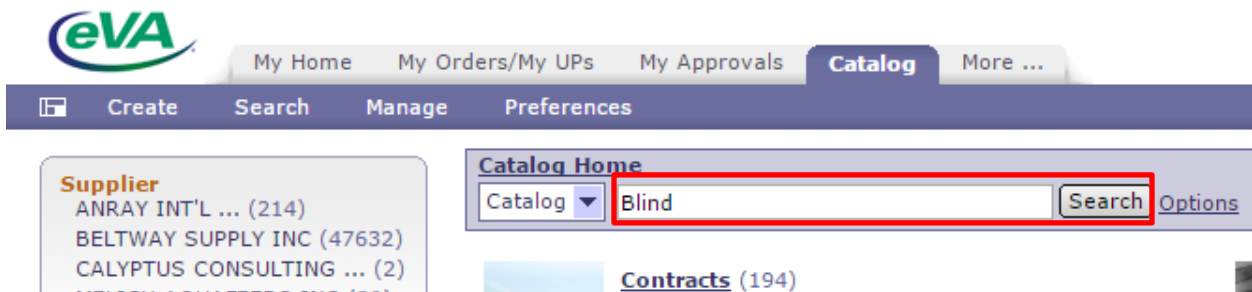 eVA
My Home My Orders/My UPs My Approvals Catalog More ...
Create Search Manage Preferences
Supplier
ANRAY INT'L ... (214)
BELTWAY SUPPLY INC (47632)
CALYPTUS CONSULTING ... (2)
Catalog Home
Catalog Blind Search Options
Contracts (194)